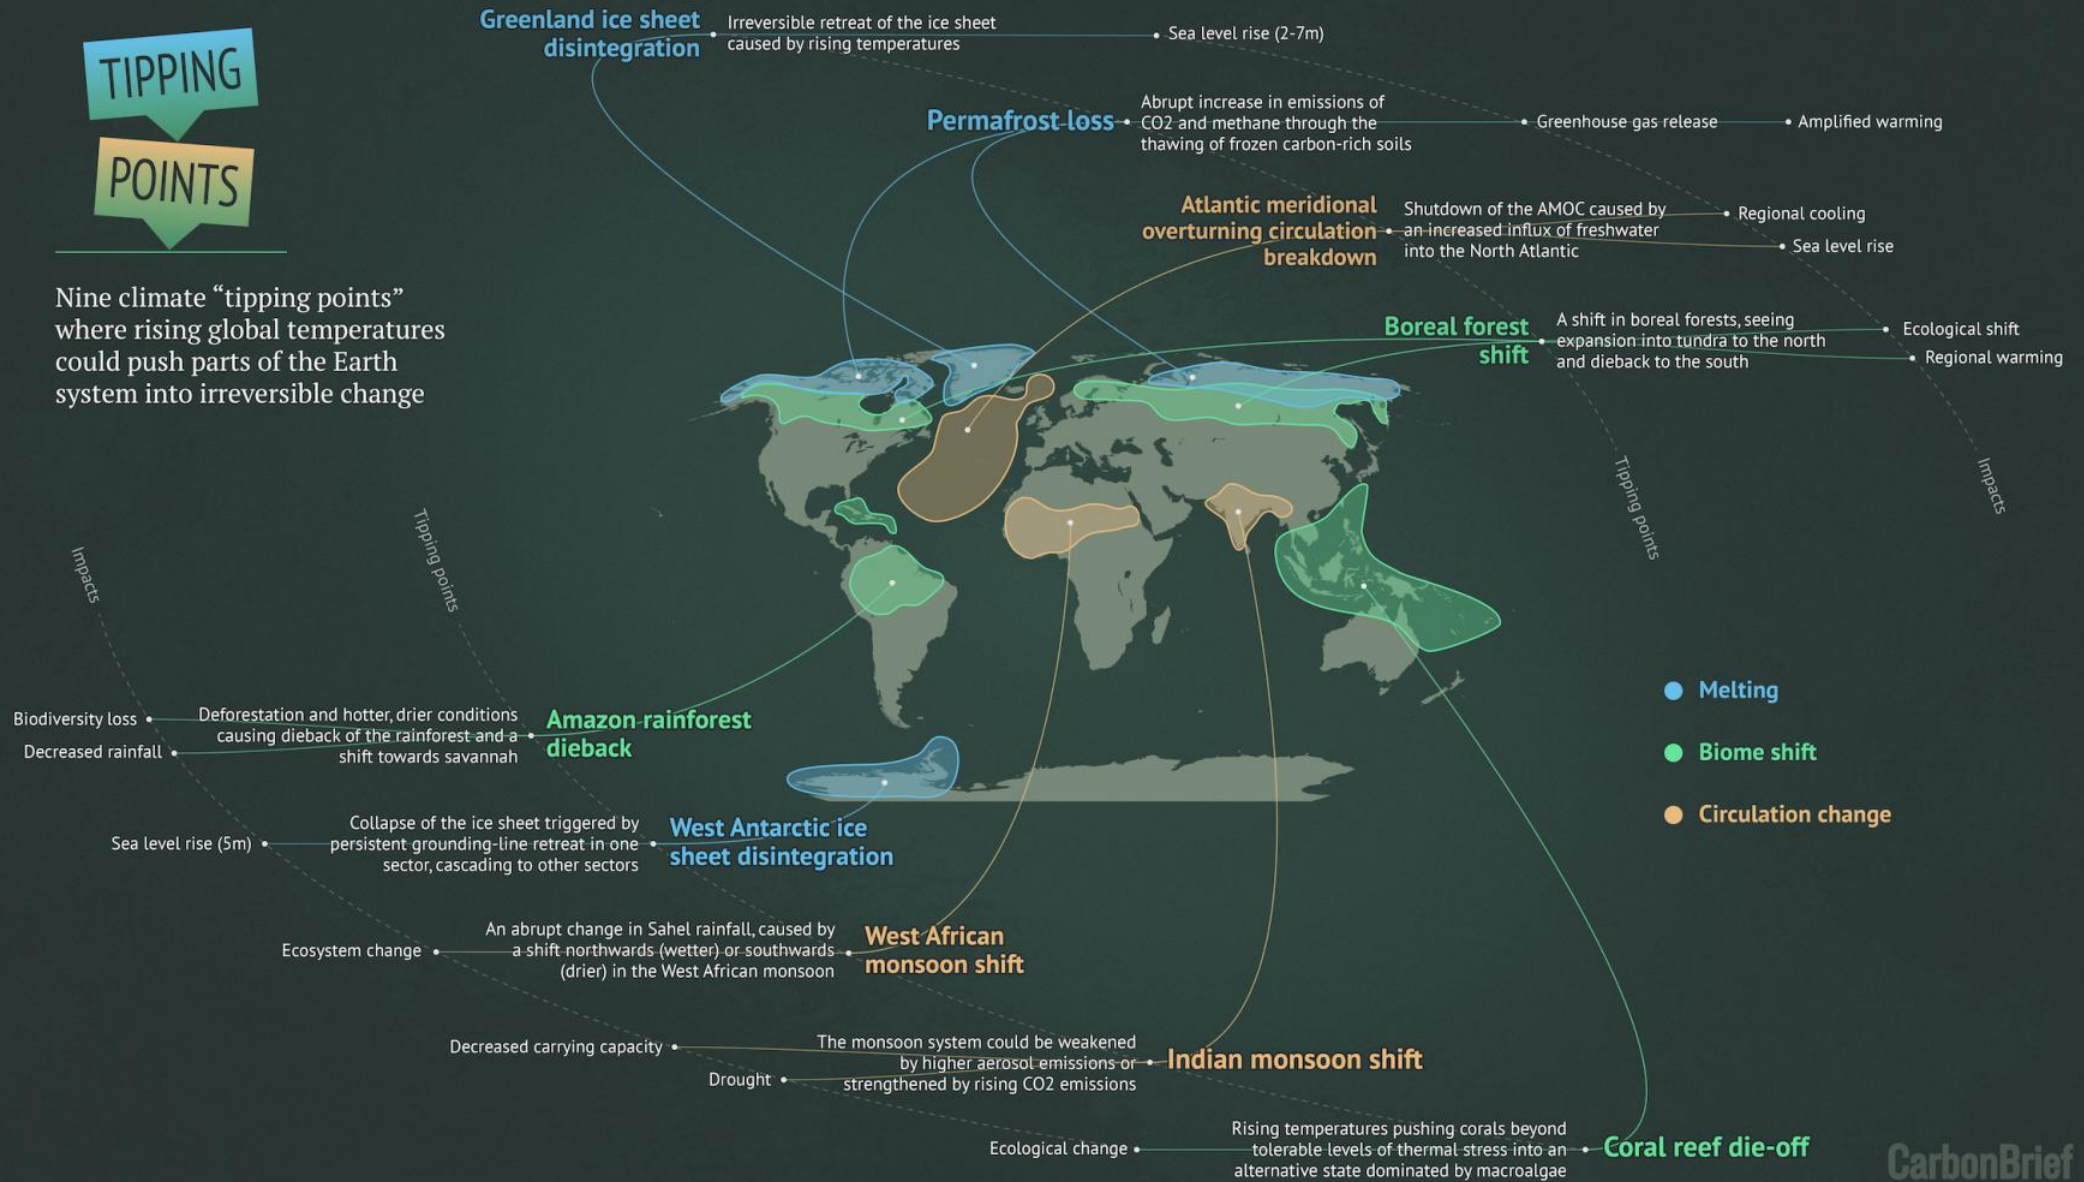 TIPPING
POINTS
Nine climate “tipping points”
where rising global temperatures
could push parts of the Earth
system into irreversible change
Greenland ice sheet
disintegration
Irreversible retreat of the ice sheet
caused by rising temperatures
Sea level rise (2-7m)
Permafrost loss
Abrupt increase in emissions of
CO2 and methane through the
thawing of frozen carbon-rich soils
Greenhouse gas release
Amplified warming
Atlantic meridional
overturning circulation
breakdown
Shutdown of the AMOC caused by
an increased influx of freshwater
into the North Atlantic
Regional cooling
Sea level rise
Boreal forest
shift
A shift in boreal forests, seeing
expansion into tundra to the north
and dieback to the south
Ecological shift
Regional warming
Tipping points
Impacts
Impacts
Tipping points
Biodiversity loss
Decreased rainfall
Deforestation and hotter, drier conditions
causing dieback of the rainforest and a
shift towards savannah
Amazon rainforest
dieback
Sea level rise (5m)
Collapse of the ice sheet triggered by
persistent grounding-line retreat in one
sector, cascading to other sectors
West Antarctic ice
sheet disintegration
Ecosystem change
An abrupt change in Sahel rainfall, caused by
a shift northwards (wetter) or southwards
(drier) in the West African monsoon
West African
monsoon shift
Decreased carrying capacity
Drought
The monsoon system could be weakened
by higher aerosol emissions or
strengthened by rising CO2 emissions
Indian monsoon shift
Ecological change
Rising temperatures pushing corals beyond
tolerable levels of thermal stress into an
alternative state dominated by macroalgae
Coral reef die-off
Melting
Biome shift
Circulation change
CarbonBrief